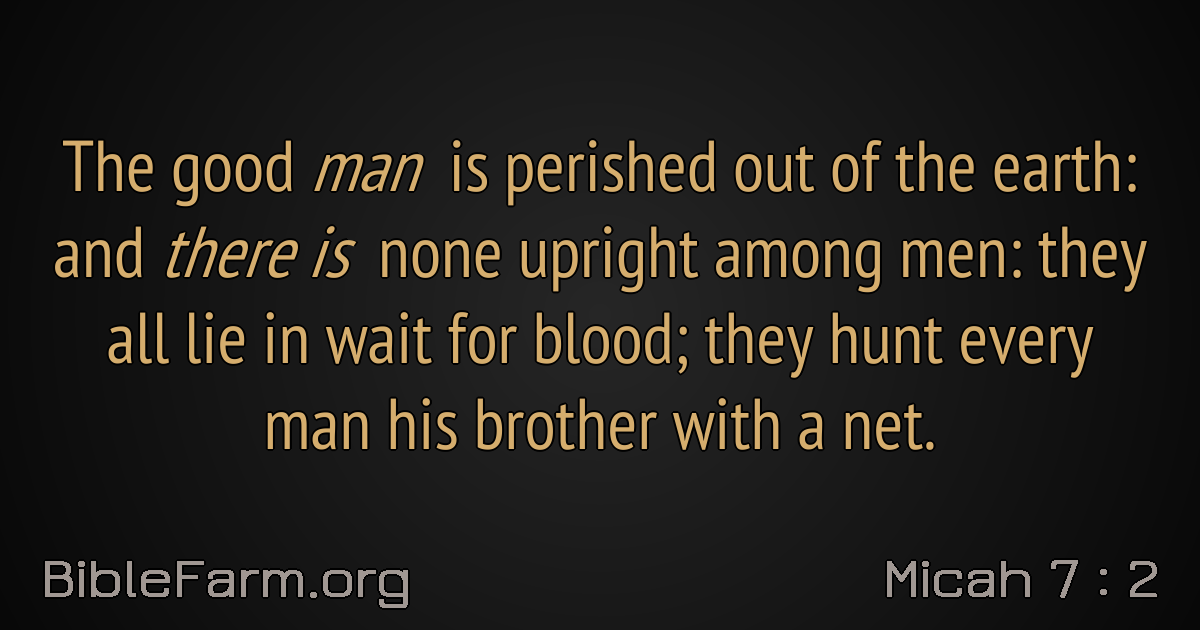 The good man is perished out of the earth:
and there is none upright among men: they
all lie in wait for blood; they hunt every
man his brother with a net.
BibleFarm.org
Micah 7 : 2